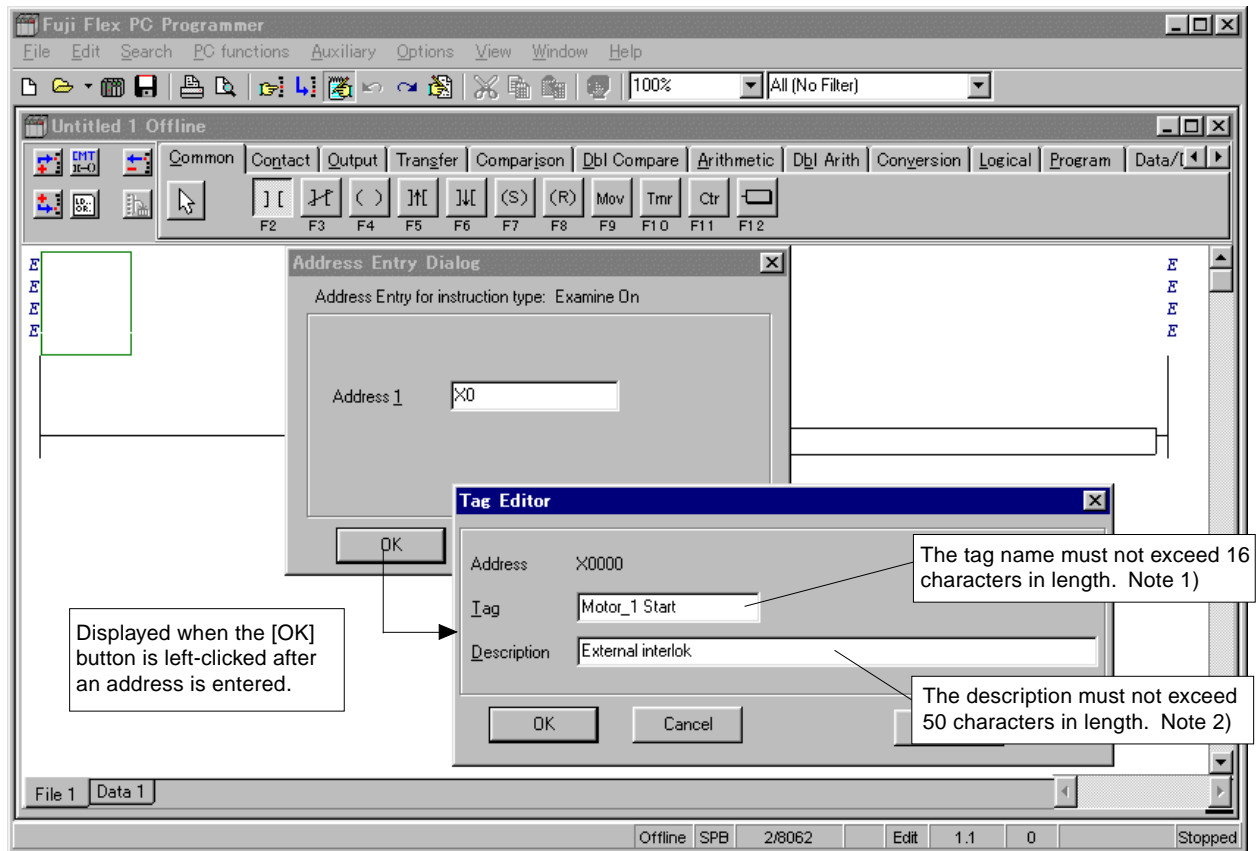 Fuji Flex PC Programmer
File Edit Search PC functions Auxiliary Options View Window Help
100% All (No Filter)
Untitled 1 Offline
CMT
LD..
OR.
Common Contact Output Transfer Comparison Dbl Compare Arithmetic Dbl Arith Conversion Logical Program Data/
(S) (R) Mov Tmr Ctr
F2 F3 F4 F5 F6 F7 F8 F9 F10 F11 F12
E
E
E
E
E
E
E
E
Address Entry Dialog
Address Entry for instruction type: Examine On
Address 1 X0
OK
Tag Editor
Address X0000
Tag Motor_1 Start
Description External interlok
OK Cancel
The tag name must not exceed 16
characters in length. Note 1)
The description must not exceed
50 characters in length. Note 2)
Displayed when the [OK]
button is left-clicked after
an address is entered.
File 1 Data 1
Offline SPB 2/8062 Edit 1.1 0 Stopped